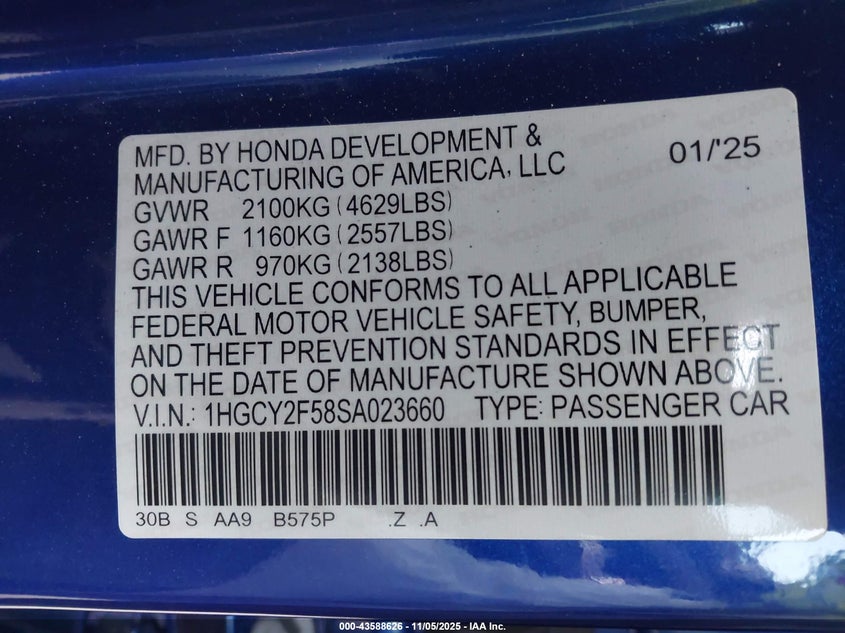 MFD. BY HONDA DEVELOPMENT &
MANUFACTURING OF AMERICA, LLC 01/'25
GVWR 2100KG (4629LBS)
GAWR F 1160KG (2557LBS)
GAWR R 970KG (2138LBS)
THIS VEHICLE CONFORMS TO ALL APPLICABLE
FEDERAL MOTOR VEHICLE SAFETY, BUMPER,
AND THEFT PREVENTION STANDARDS IN EFFECT
ON THE DATE OF MANUFACTURE SHOWN ABOVE.
V.I.N.: 1HGCY2F58SA023660 TYPE: PASSENGER CAR
30B S AA9 B575P .Z .A
000-43588626 - 11/05/2025 - IAA Inc.